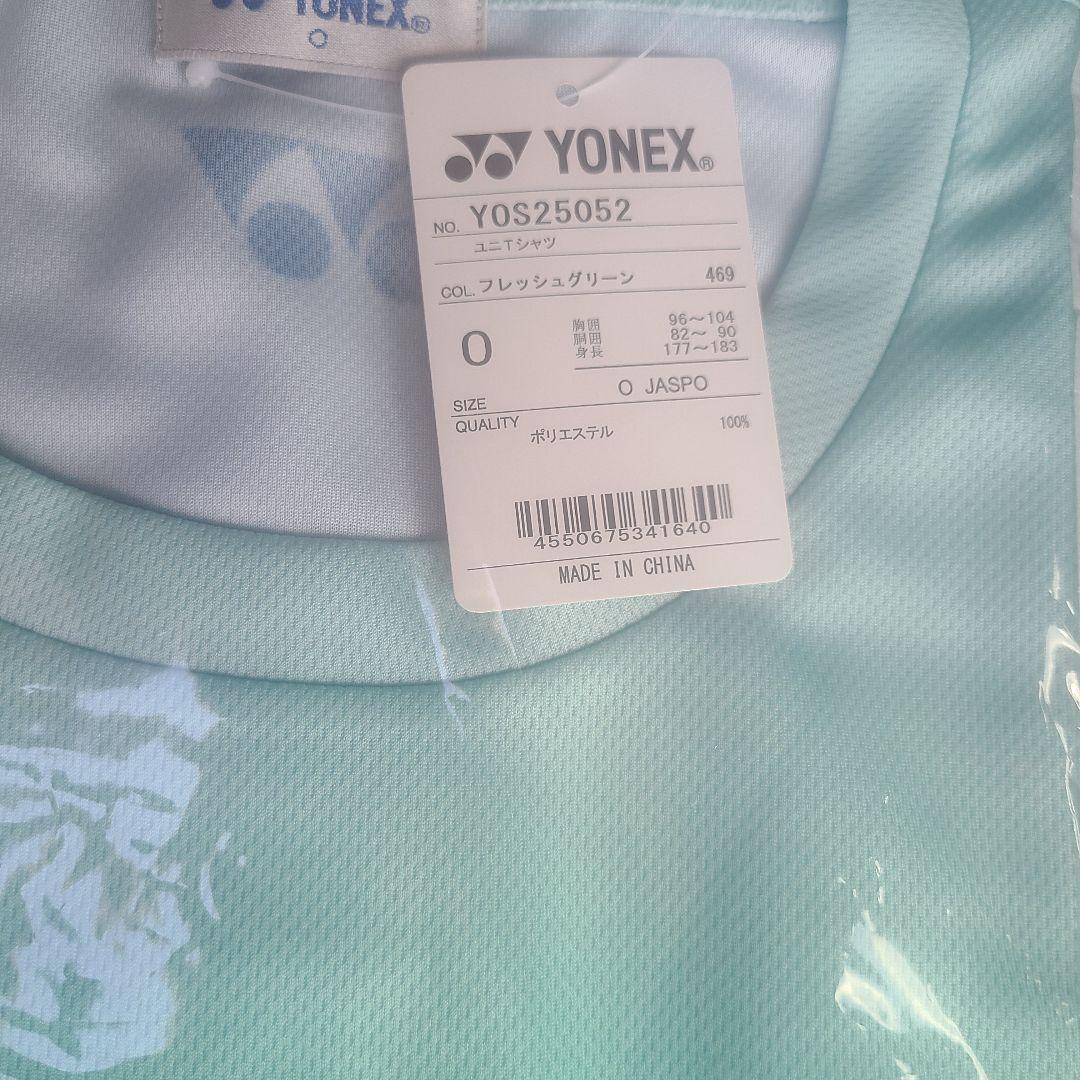 YONEX®
O
YONEX®
NO. YOS25052
ユニTシャツ
COL. フレッシュグリーン 469
O
胸囲 96〜104
胴囲 82〜 90
身長 177〜183
O JASPO
SIZE
QUALITY
ポリエステル 100%
4550675341640
MADE IN CHINA